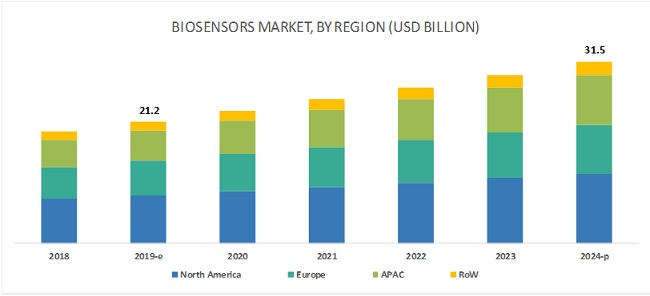 BIOSENSORS MARKET, BY REGION (USD BILLION)
31.5
21.2
2018 2019-e 2020 2021 2022 2023 2024-p
North America Europe APAC RoW